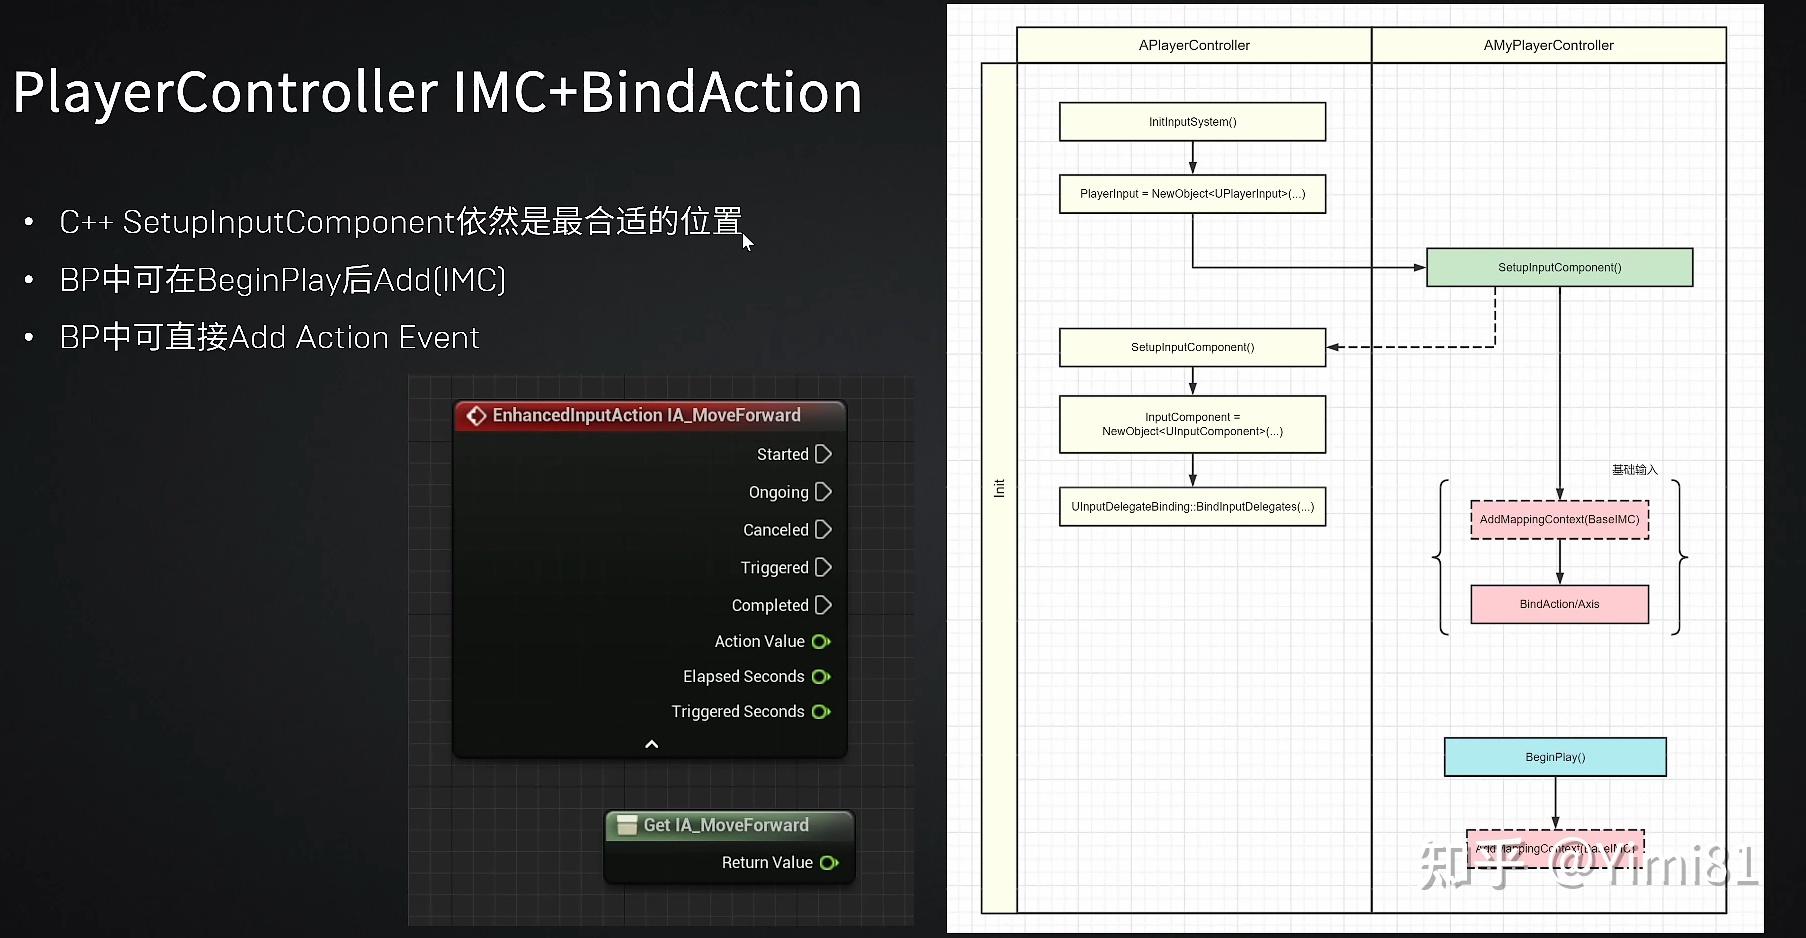 PlayerController IMC+BindAction
C++ SetupInputComponent依然是最合适的位置
BP中可在BeginPlay后Add(IMC)
BP中可直接Add Action Event
EnhancedInputAction IA_MoveForward
Started
Ongoing
Canceled
Triggered
Completed
Action Value
Elapsed Seconds
Triggered Seconds
Get IA_MoveForward
Return Value
APlayerController
AMyPlayerController
Init
InitInputSystem()
PlayerInput = NewObject<UPlayerInput>(...)
SetupInputComponent()
SetupInputComponent()
InputComponent =
NewObject<UInputComponent>(...)
UInputDelegateBinding::BindInputDelegates(...)
基础输入
AddMappingContext(BaseIMC)
BindAction/Axis
BeginPlay()
AddMappingContext(BaseIMC)
知乎 @Yimi81